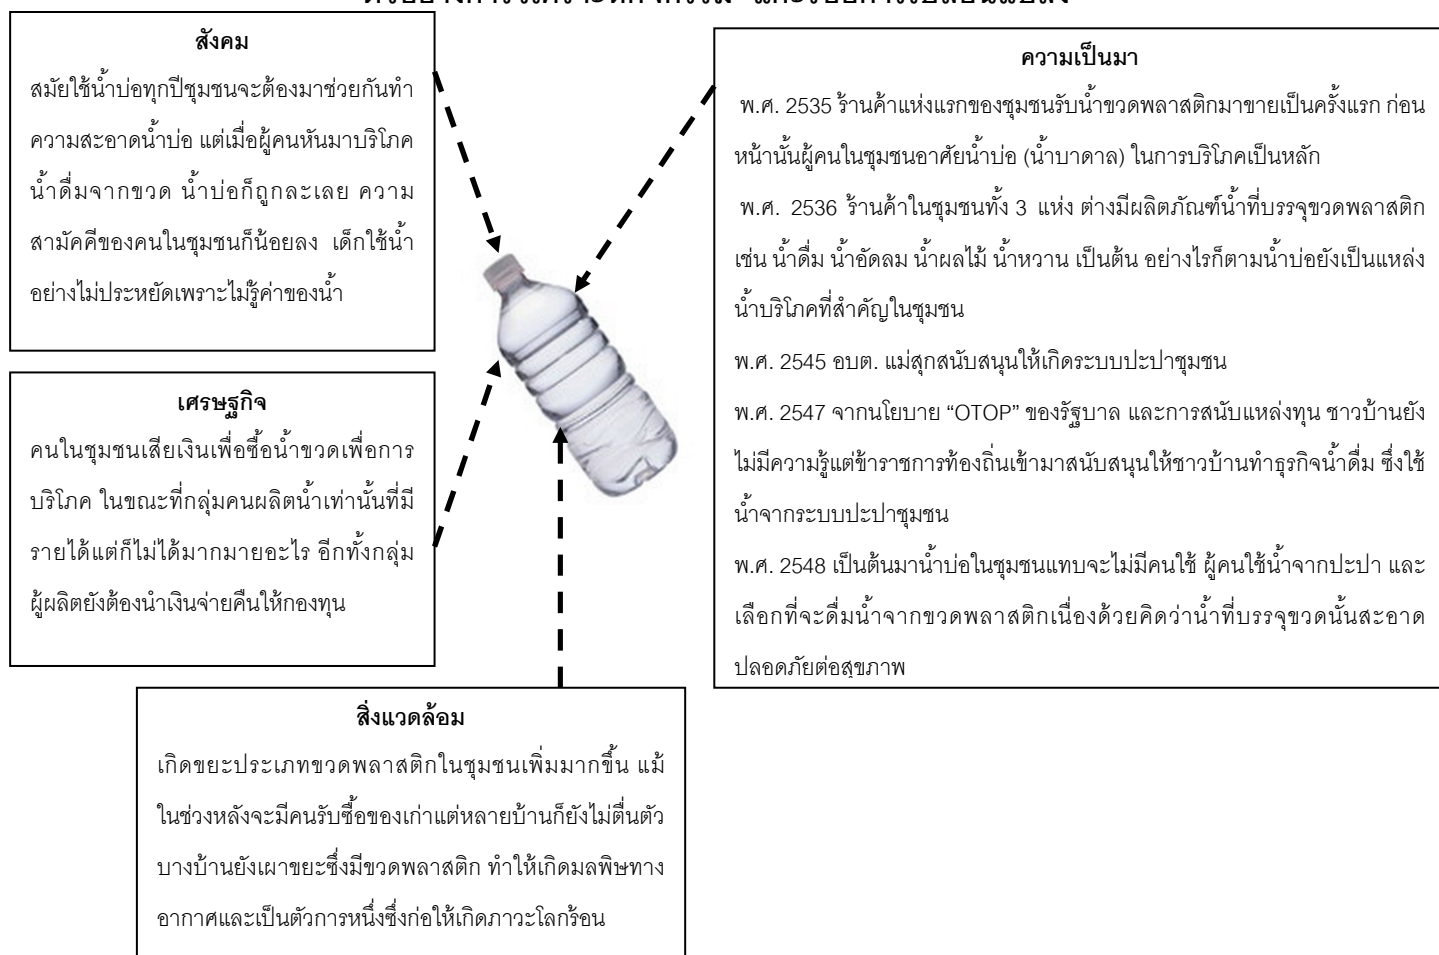 สังคม
สมัยใช้น้ำบ่อทุกปีชุมชนจะต้องมาช่วยกันทำ
ความสะอาดน้ำบ่อ แต่เมื่อผู้คนหันมาบริโภค
น้ำดื่มจากขวด น้ำบ่อก็ถูกละเลย ความ
สามัคคีของคนในชุมชนก็น้อยลง เด็กใช้น้ำ
อย่างไม่ประหยัดเพราะไม่รู้ค่าของน้ำ
เศรษฐกิจ
คนในชุมชนเสียเงินเพื่อซื้อน้ำขวดเพื่อการ
บริโภค ในขณะที่กลุ่มคนผลิตน้ำเท่านั้นที่มี
รายได้แต่ก็ไม่ได้มากมายอะไร อีกทั้งกลุ่ม
ผู้ผลิตยังต้องนำเงินจ่ายคืนให้กองทุน
ความเป็นมา
พ.ศ. 2535 ร้านค้าแห่งแรกของชุมชนรับน้ำขวดพลาสติกมาขายเป็นครั้งแรก ก่อน
หน้านั้นผู้คนในชุมชนอาศัยน้ำบ่อ (น้ำบาดาล) ในการบริโภคเป็นหลัก
พ.ศ. 2536 ร้านค้าในชุมชนทั้ง 3 แห่ง ต่างมีผลิตภัณฑ์น้ำที่บรรจุขวดพลาสติก
เช่น น้ำดื่ม น้ำอัดลม น้ำผลไม้ น้ำหวาน เป็นต้น อย่างไรก็ตามน้ำบ่อยังเป็นแหล่ง
น้ำบริโภคที่สำคัญในชุมชน
พ.ศ. 2545 อบต. แม่สุกสนับสนุนให้เกิดระบบปะปาชุมชน
พ.ศ. 2547 จากนโยบาย “OTOP” ของรัฐบาล และการสนับแหล่งทุน ชาวบ้านยัง
ไม่มีความรู้แต่ข้าราชการท้องถิ่นเข้ามาสนับสนุนให้ชาวบ้านทำธุรกิจน้ำดื่ม ซึ่งใช้
น้ำจากระบบปะปาชุมชน
พ.ศ. 2548 เป็นต้นมาน้ำบ่อในชุมชนแทบจะไม่มีคนใช้ ผู้คนใช้น้ำจากปะปา และ
เลือกที่จะดื่มน้ำจากขวดพลาสติกเนื่องด้วยคิดว่าน้ำที่บรรจุขวดนั้นสะอาด
ปลอดภัยต่อสุขภาพ
สิ่งแวดล้อม
เกิดขยะประเภทขวดพลาสติกในชุมชนเพิ่มมากขึ้น แม้
ในช่วงหลังจะมีคนรับซื้อของเก่าแต่หลายบ้านก็ยังไม่ตื่นตัว
บางบ้านยังเผาขยะซึ่งมีขวดพลาสติก ทำให้เกิดมลพิษทาง
อากาศและเป็นตัวการหนึ่งซึ่งก่อให้เกิดภาวะโลกร้อน